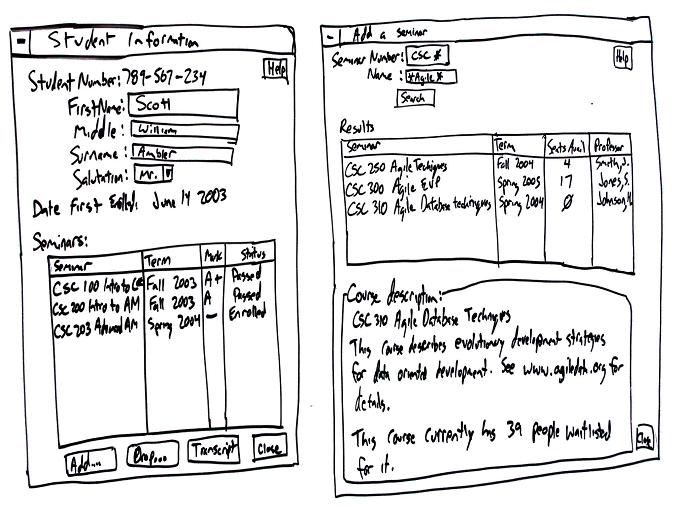 Student Information
Help
Student Number: 789-567-234
First Name: Scott
Middle: William
Surname: Ambler
Salutation: Mr.
Date First Enrolled: June 14 2003
Seminars:
Seminar Term Mark Status
CSC 100 Intro to Fall 2003 A+ Passed
CSC 200 Intro to AM Fall 2003 A Passed
CSC 203 Advanced AM Spring 2004 - Enrolled
Add... Drop... Transcript Close
Add a seminar
Seminar Number: CSC *
Help
Name: *Agile*
Search
Results
Seminar Term Seats Avail Professor
CSC 250 Agile Techniques Fall 2004 4 Smith, J.
CSC 300 Agile EUP Spring 2005 17 Jones, S.
CSC 310 Agile Database techniques Spring 2004 0 Johnson,
Course description:
CSC 310 Agile Database Techniques
This course describes evolutionary development strategies
for data oriented development. See www.agiledata.org for
details.
This course currently has 39 people waitlisted
for it.
Close